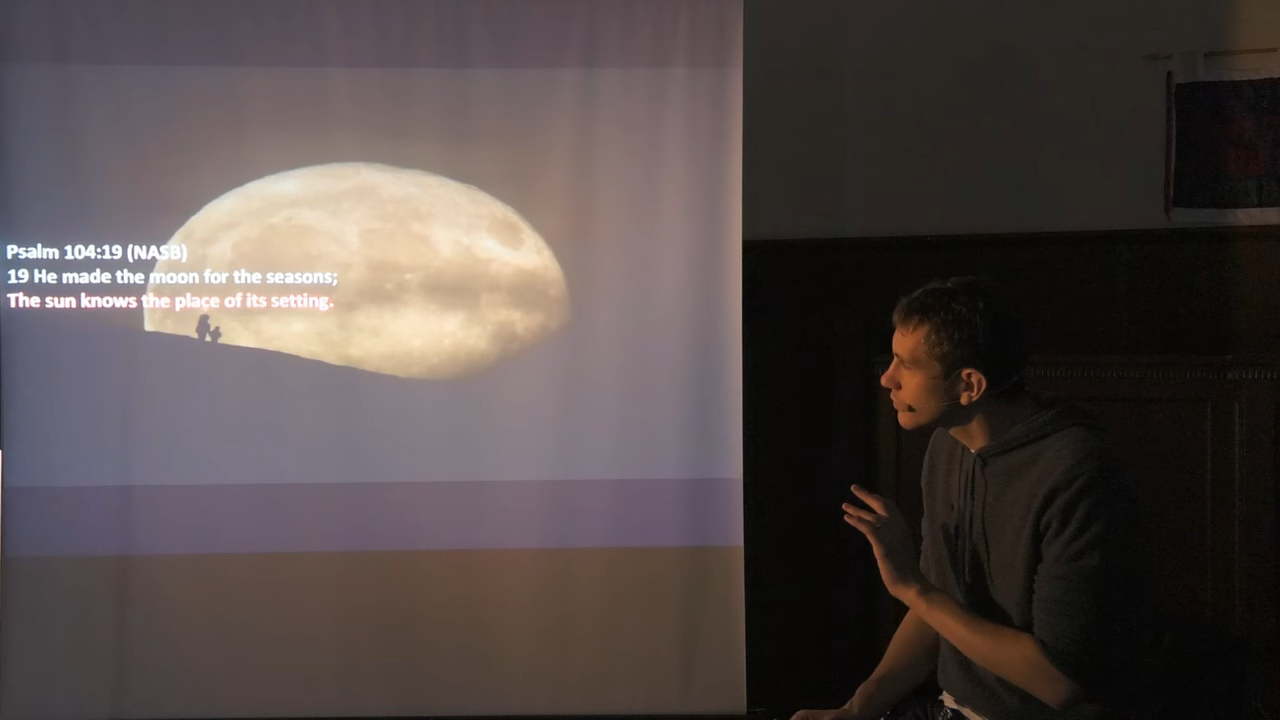 Psalm 104:19 (NASB)
19 He made the moon for the seasons;
The sun knows the place of its setting.